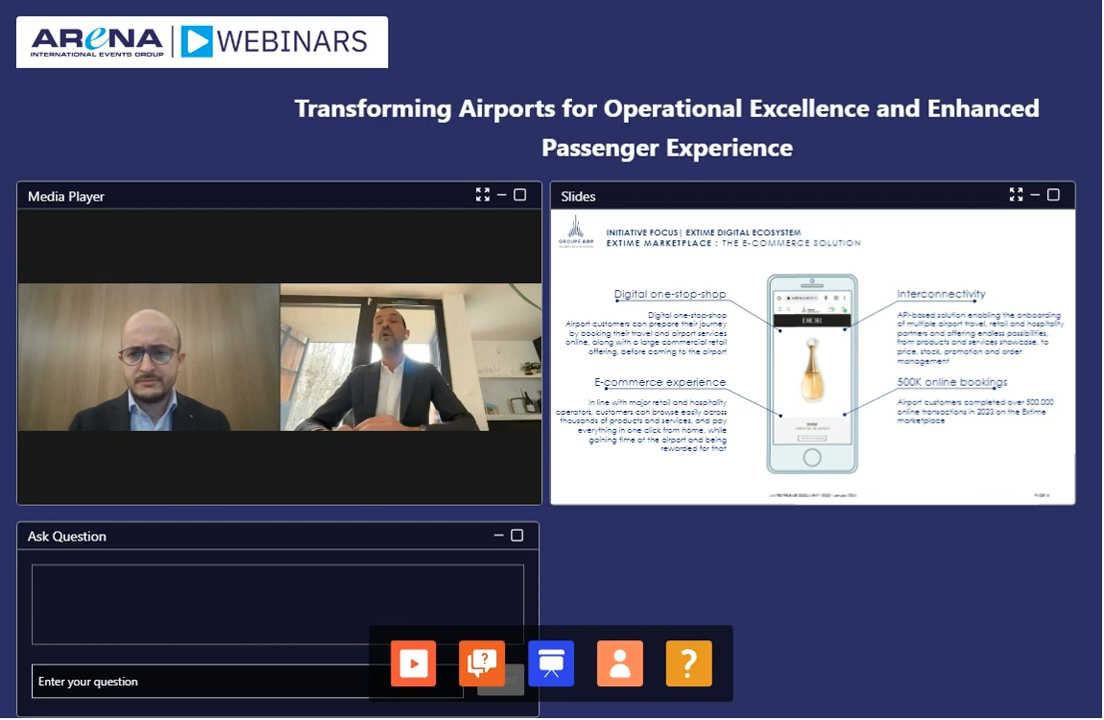 ARENA
INTERNATIONAL EVENTS GROUP
WEBINARS
Transforming Airports for Operational Excellence and Enhanced
Passenger Experience
Media Player
Slides
GROUPE ADP
INITIATIVE FOCUS| EXTIME DIGITAL ECOSYSTEM
EXTIME MARKETPLACE : THE E-COMMERCE SOLUTION
Digital one-stop-shop
Digital one-stop-shop
Airport customers can prepare their journey
by booking their travel and airport services
online, along with a large commercial retail
offering, before coming to the airport
E-commerce experience
In line with major retail and hospitality
operators, customers can browse easily across
thousands of products and services, and pay
everything in one click from home, while
gaining time at the airport and being
rewarded for that
DIOR
Interconnectivity
API-based solution enabling the onboarding
of multiple airport travel, retail and hospitality
partners and offering endless possibilities,
from products and services showcase, to
price, stock, promotion and order
management
500K online bookings
Airport customers completed over 500,000
online transactions in 2023 on the Extime
marketplace
Ask Question
Enter your question
?
?